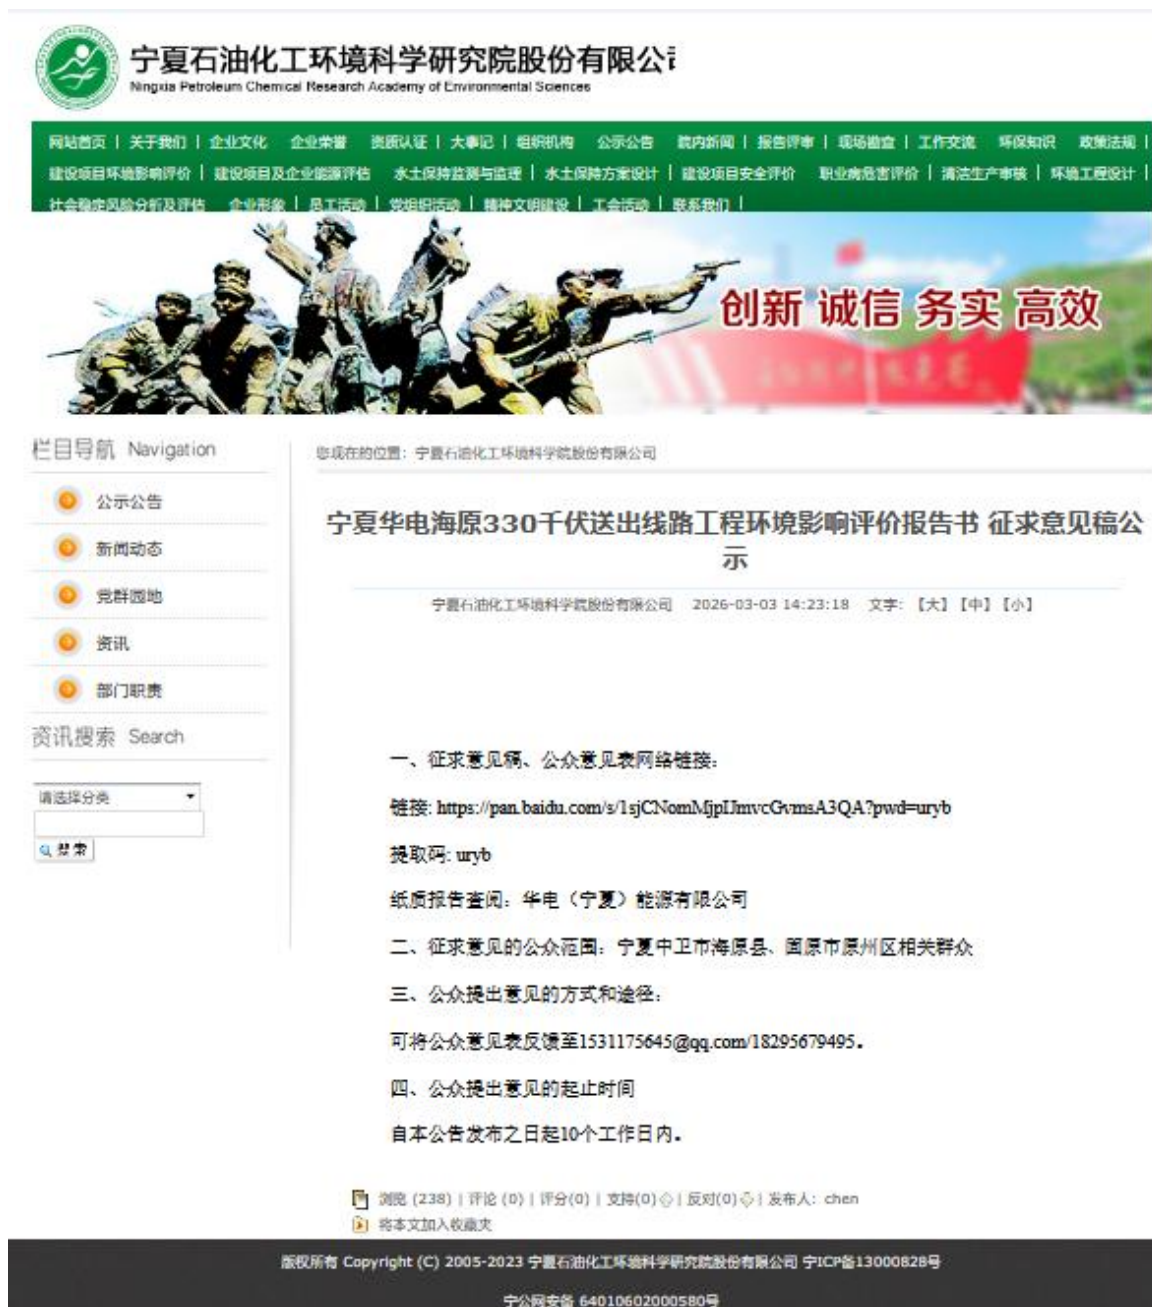 宁夏石油化工环境科学研究院股份有限公司
Ningxia Petroleum Chemical Research Academy of Environmental Sciences
网站首页 | 关于我们 | 企业文化 企业荣誉 资质认证 | 大事记 | 组织机构 公示公告 院内新闻 | 报告评审 | 现场勘查 | 工作交流 环保知识 政策法规 |
建设项目环境影响评价 | 建设项目及企业能源评估 水土保持监测与监理 | 水土保持方案设计 | 建设项目安全评价 职业病危害评价 | 清洁生产审核 | 环境工程设计 |
社会稳定风险分析及评估 企业形象 | 员工活动 | 党组织活动 | 精神文明建设 | 工会活动 | 联系我们 |
创新 诚信 务实 高效
栏目导航 Navigation
公示公告
新闻动态
党群园地
资讯
部门职责
资讯搜索 Search
请选择分类
搜索
您现在的位置：宁夏石油化工环境科学院股份有限公司
宁夏华电海原330千伏送出线路工程环境影响评价报告书 征求意见稿公
示
宁夏石油化工环境科学院股份有限公司 2026-03-03 14:23:18 文字：【大】【中】【小】
一、征求意见稿、公众意见表网络链接：
链接: https://pan.baidu.com/s/1sjCNomMjpIJmvcGvmsA3QA?pwd=uryb
提取码: uryb
纸质报告查阅：华电（宁夏）能源有限公司
二、征求意见的公众范围：宁夏中卫市海原县、固原市原州区相关群众
三、公众提出意见的方式和途径：
可将公众意见表反馈至1531175645@qq.com/18295679495。
四、公众提出意见的起止时间
自本公告发布之日起10个工作日内。
浏览 (238) | 评论 (0) | 评分(0) | 支持(0) | 反对(0) | 发布人：chen
将本文加入收藏夹
版权所有 Copyright (C) 2005-2023 宁夏石油化工环境科学研究院股份有限公司 宁ICP备13000828号
宁公网安备 64010602000580号